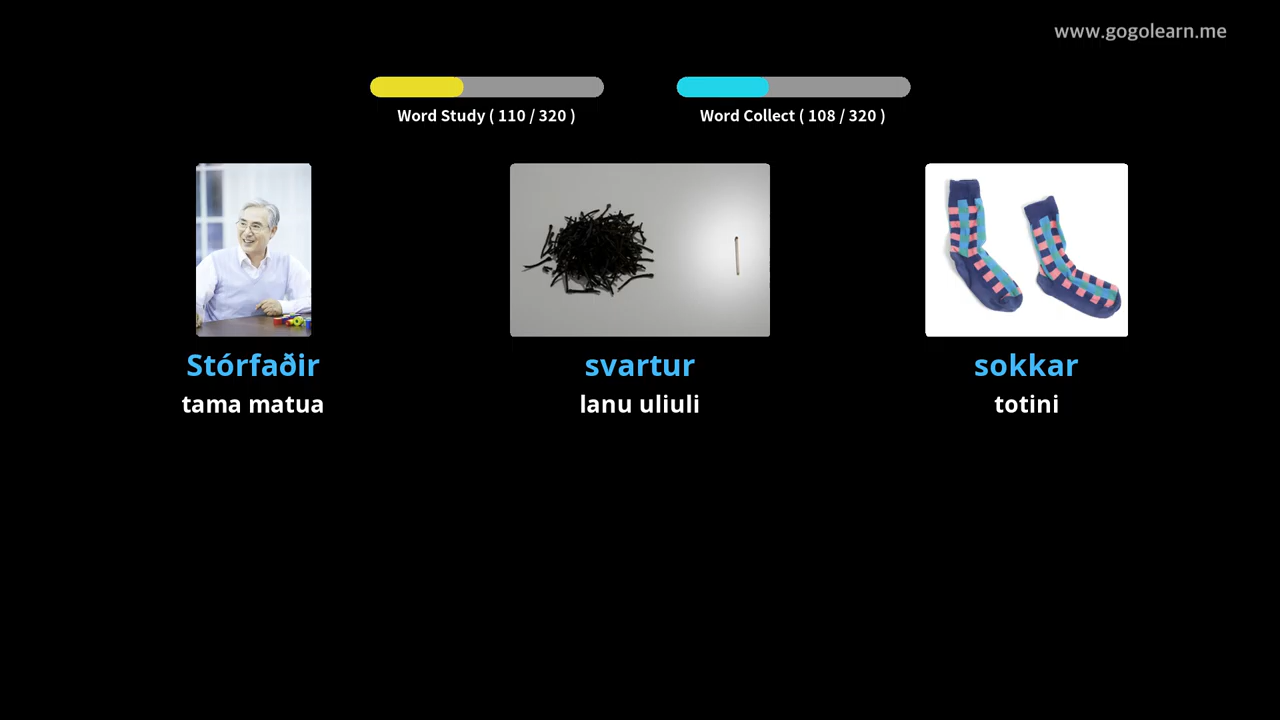 www.gogolearn.me
Word Study ( 110 / 320 )
Word Collect ( 108 / 320 )
Stórfaðir
tama matua
svartur
lanu uliuli
sokkar
totini